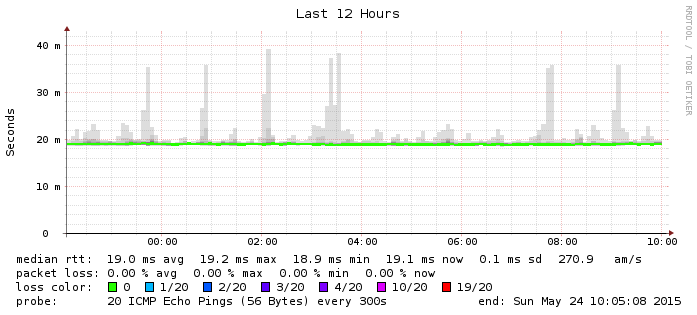 Last 12 Hours
RRDTOOL / TOBI OETIKER
Seconds
40 m
30 m
20 m
10 m
0
00:00 02:00 04:00 06:00 08:00 10:00
median rtt: 19.0 ms avg 19.2 ms max 18.9 ms min 19.1 ms now 0.1 ms sd 270.9 am/s
packet loss: 0.00 % avg 0.00 % max 0.00 % min 0.00 % now
loss color: 0 1/20 2/20 3/20 4/20 10/20 19/20
probe: 20 ICMP Echo Pings (56 Bytes) every 300s end: Sun May 24 10:05:08 2015